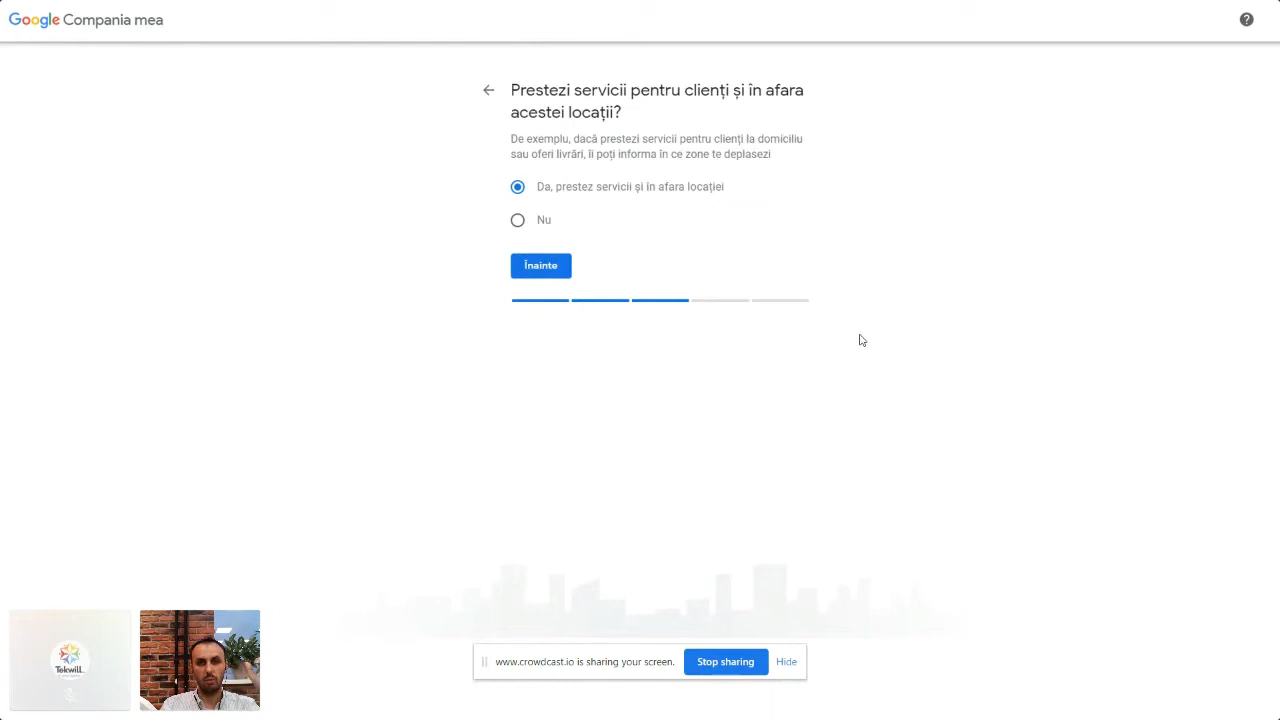 Google Compania mea
Prestezi servicii pentru clienți și în afara
acestei locații?
De exemplu, dacă prestezi servicii pentru clienți la domiciliu
sau oferi livrări, îi poți informa în ce zone te deplasezi
Da, prestez servicii și în afara locației
Nu
Înainte
Tekwill
www.crowdcast.io is sharing your screen.
Stop sharing
Hide